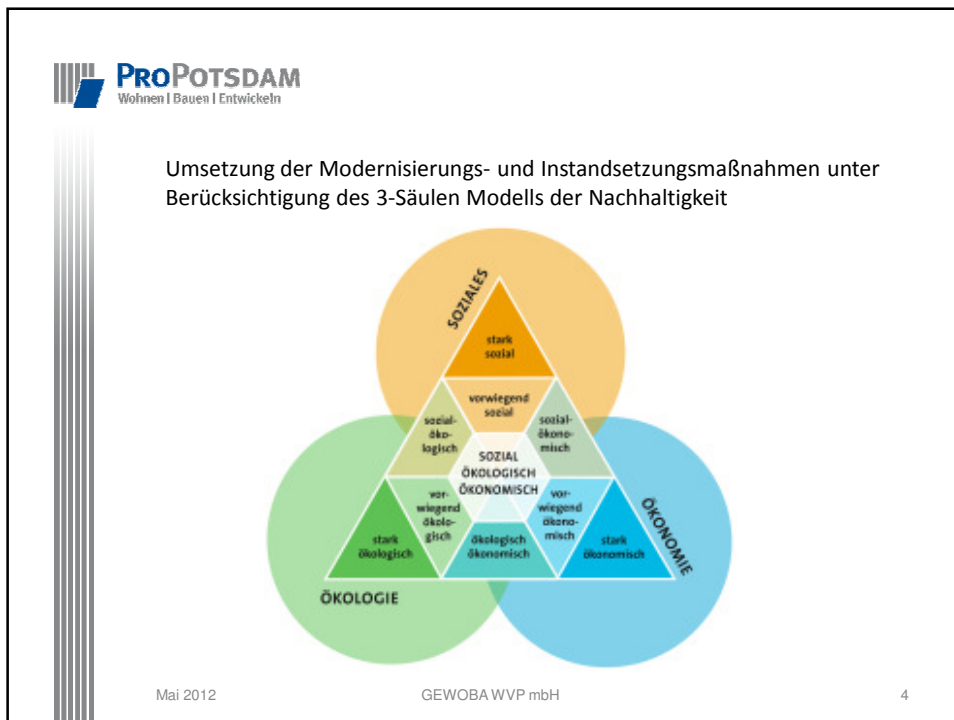 PROPOTSDAM
Wohnen | Bauen | Entwickeln
Umsetzung der Modernisierungs- und Instandsetzungsmaßnahmen unter
Berücksichtigung des 3-Säulen Modells der Nachhaltigkeit
SOZIALES
stark
sozial
vorwiegend
sozial
sozial-
öko-
logisch
sozial-
ökono-
misch
SOZIAL
ÖKOLOGISCH
ÖKONOMISCH
vor-
wiegend
ökolo-
gisch
vor-
wiegend
ökono-
misch
stark
ökologisch
ökologisch
ökonomisch
stark
ökonomisch
ÖKOLOGIE
ÖKONOMIE
Mai 2012
GEWOBA WVP mbH
4